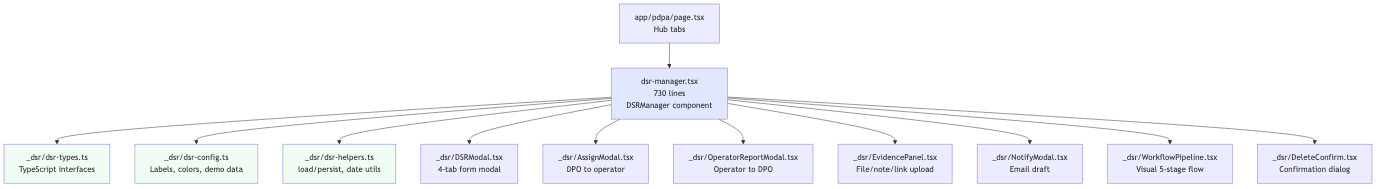 app/pdpa/page.tsx
Hub tabs
dsr-manager.tsx
730 lines
DSRManager component
_dsr/dsr-types.ts
TypeScript interfaces
_dsr/dsr-config.ts
Labels, colors, demo data
_dsr/dsr-helpers.ts
load/persist, date utils
_dsr/DSRModal.tsx
4-tab form modal
_dsr/AssignModal.tsx
DPO to operator
_dsr/OperatorReportModal.tsx
Operator to DPO
_dsr/EvidencePanel.tsx
File/note/link upload
_dsr/NotifyModal.tsx
Email draft
_dsr/WorkflowPipeline.tsx
Visual 5-stage flow
_dsr/DeleteConfirm.tsx
Confirmation dialog